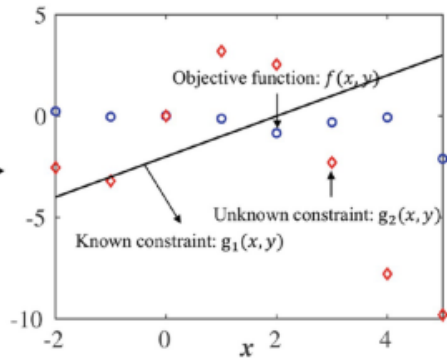 5
Objective function: f(x, y)
0
-5
Unknown constraint: g₂(x, y)
Known constraint: g₁(x, y)
-10
-2 0 2 4
x